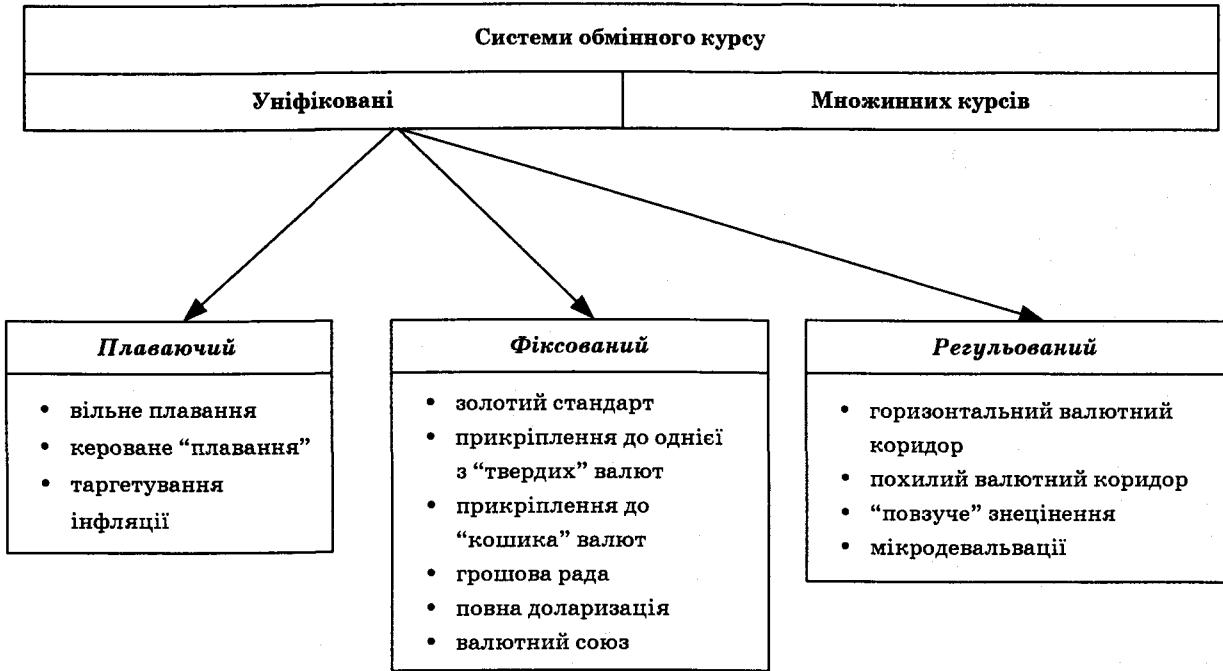 Системи обмінного курсу
Уніфіковані
Множинних курсів
Плаваючий
• вільне плавання
• кероване “плавання”
• таргетування
інфляції
Фіксований
• золотий стандарт
• прикріплення до однієї
з “твердих” валют
• прикріплення до
“кошика” валют
• грошова рада
• повна доларизація
• валютний союз
Регульований
• горизонтальний валютний
коридор
• похилий валютний коридор
• “повзуче” знецінення
• мікродевальвації